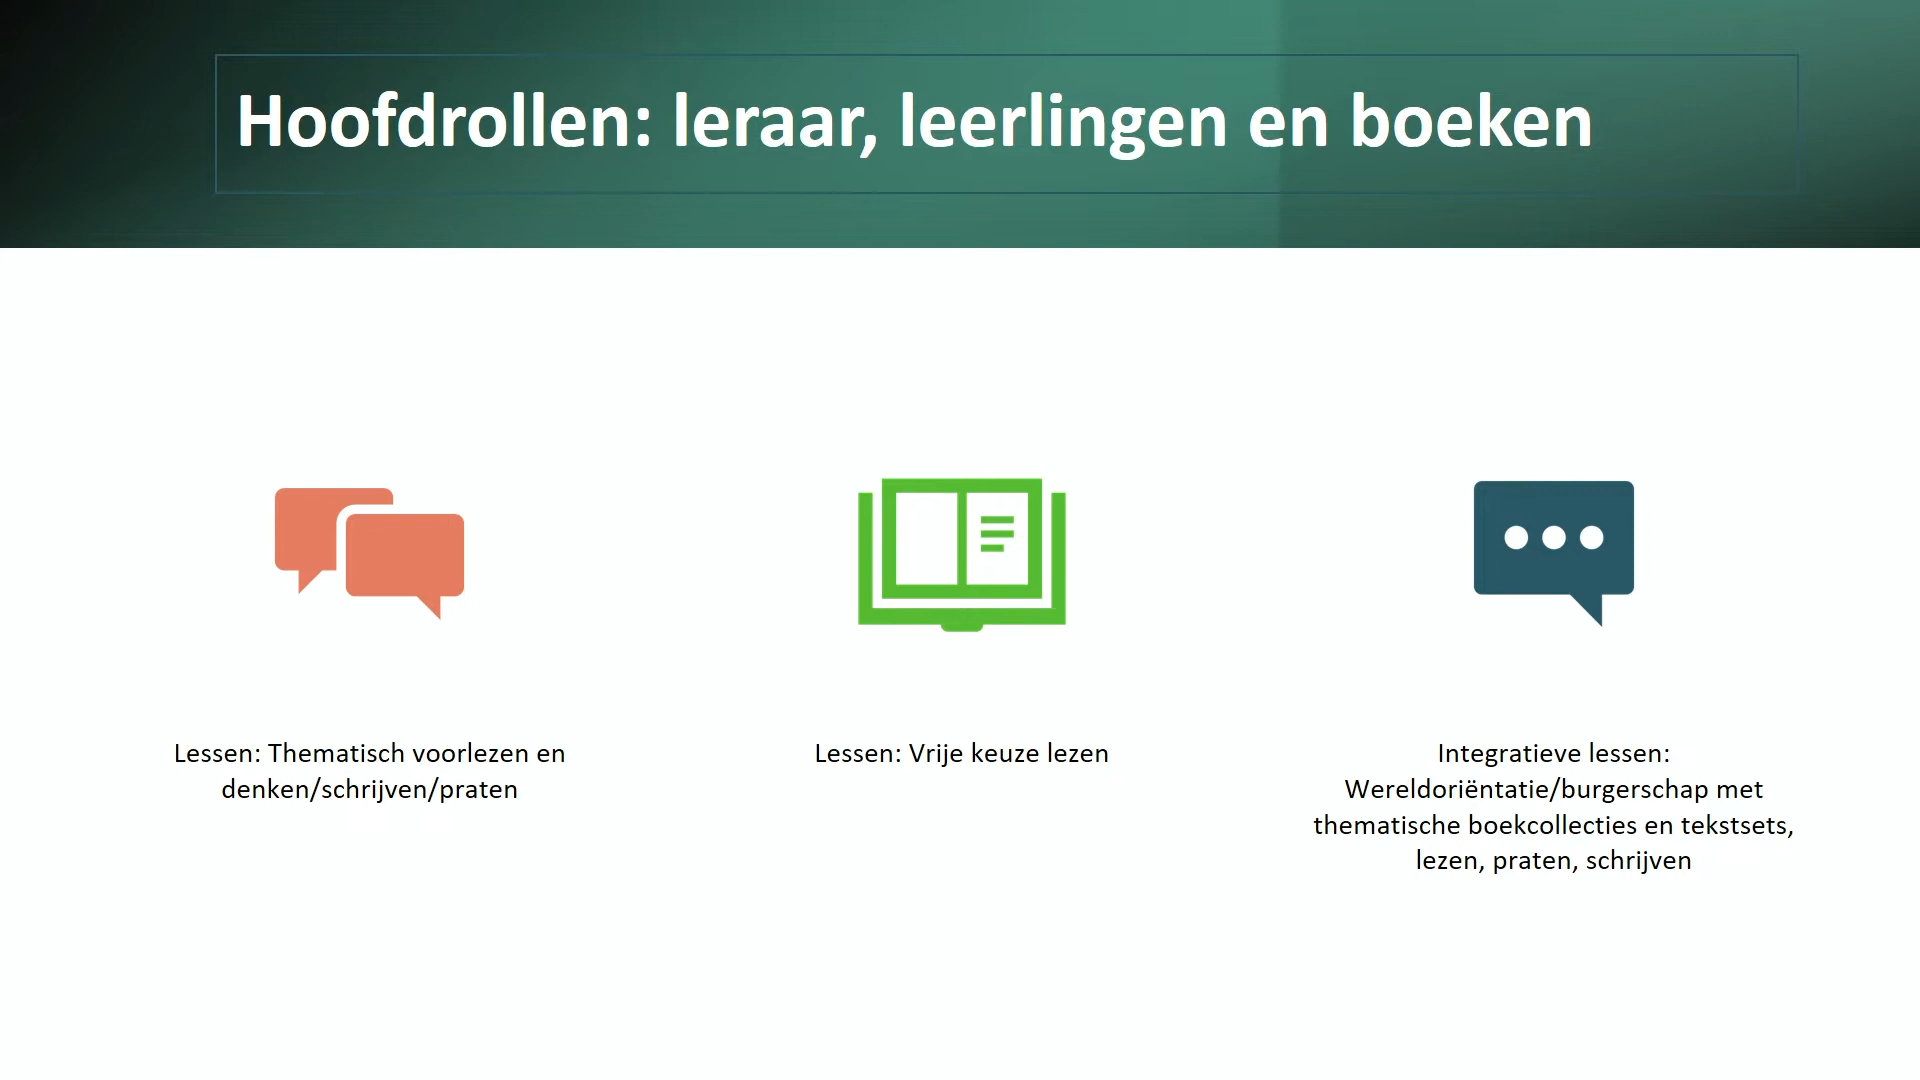 Hoofdrollen: leraar, leerlingen en boeken
Lessen: Thematisch voorlezen en
denken/schrijven/praten
Lessen: Vrije keuze lezen
Integratieve lessen:
Wereldoriëntatie/burgerschap met
thematische boekcollecties en tekstsets,
lezen, praten, schrijven